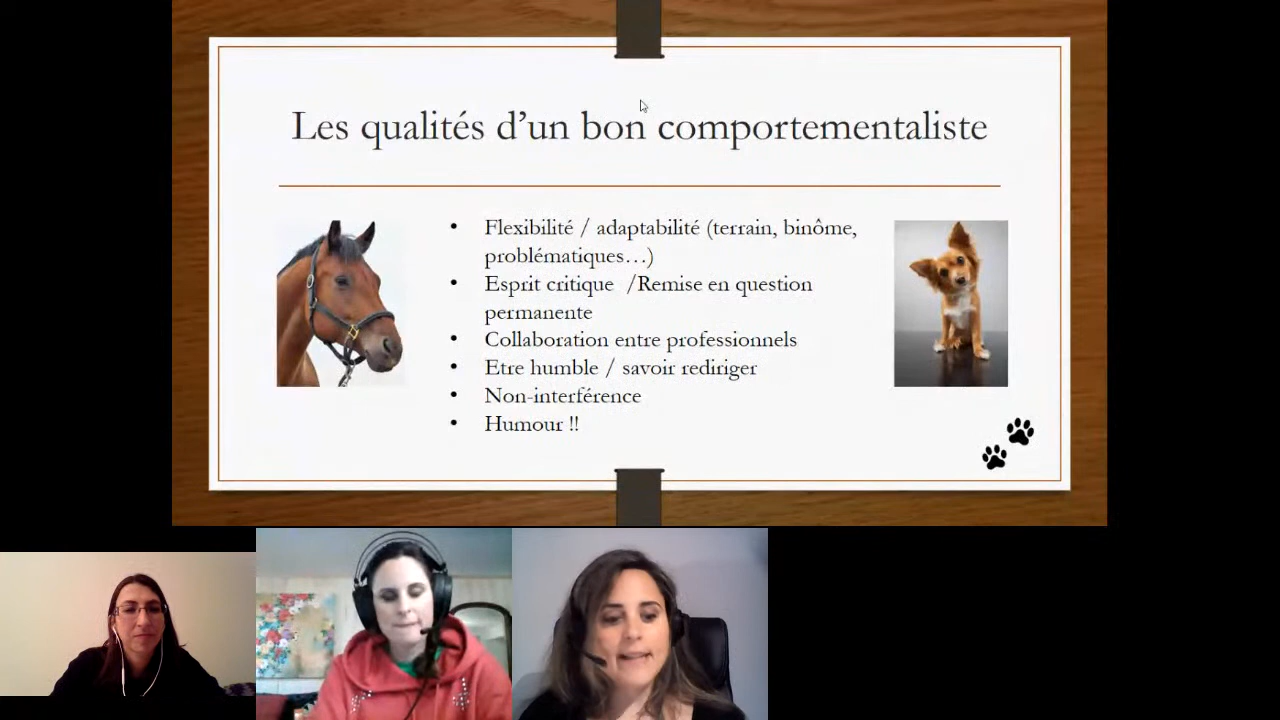 Les qualités d'un bon comportementaliste
• Flexibilité / adaptabilité (terrain, binôme,
problématiques…)
• Esprit critique  /Remise en question
permanente
• Collaboration entre professionnels
• Etre humble / savoir rediriger
• Non-interférence
• Humour !!